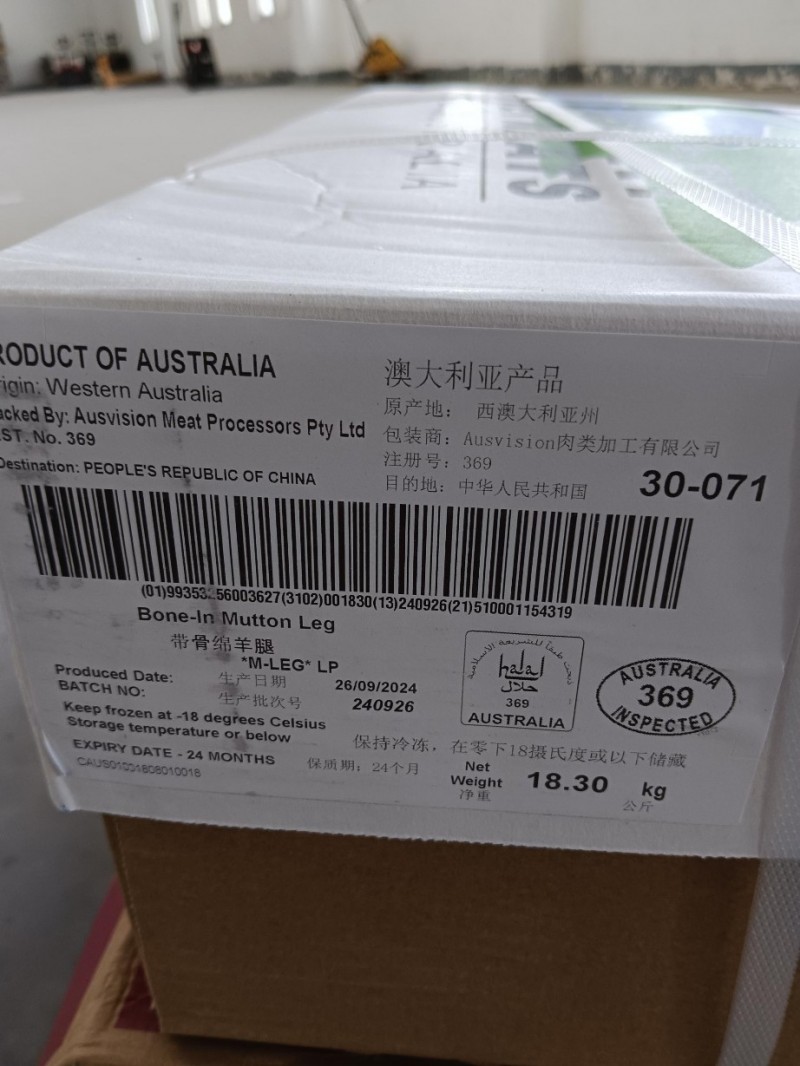 RODUCT OF AUSTRALIA
rigin: Western Australia
acked By: Ausvision Meat Processors Pty Ltd
ST. No. 369
Destination: PEOPLE'S REPUBLIC OF CHINA
澳大利亚产品
原产地： 西澳大利亚州
包装商：Ausvision肉类加工有限公司
注册号：369
目的地：中华人民共和国
30-071
(3102)001830(13)240926(21)510001154319
Bone-In Mutton Leg
带骨绵羊腿
*M-LEG* LP
Produced Date: 生产日期 26/09/2024
BATCH NO: 生产批次号 240926
Keep frozen at -18 degrees Celsius
Storage temperature or below
保持冷冻，在零下18摄氏度或以下储藏
EXPIRY DATE - 24 MONTHS 保质期：24个月
CAUS01001808010018
halal
حلال
369
AUSTRALIA
AUSTRALIA
369
INSPECTED
Net
Weight 18.30 kg
净重 公斤